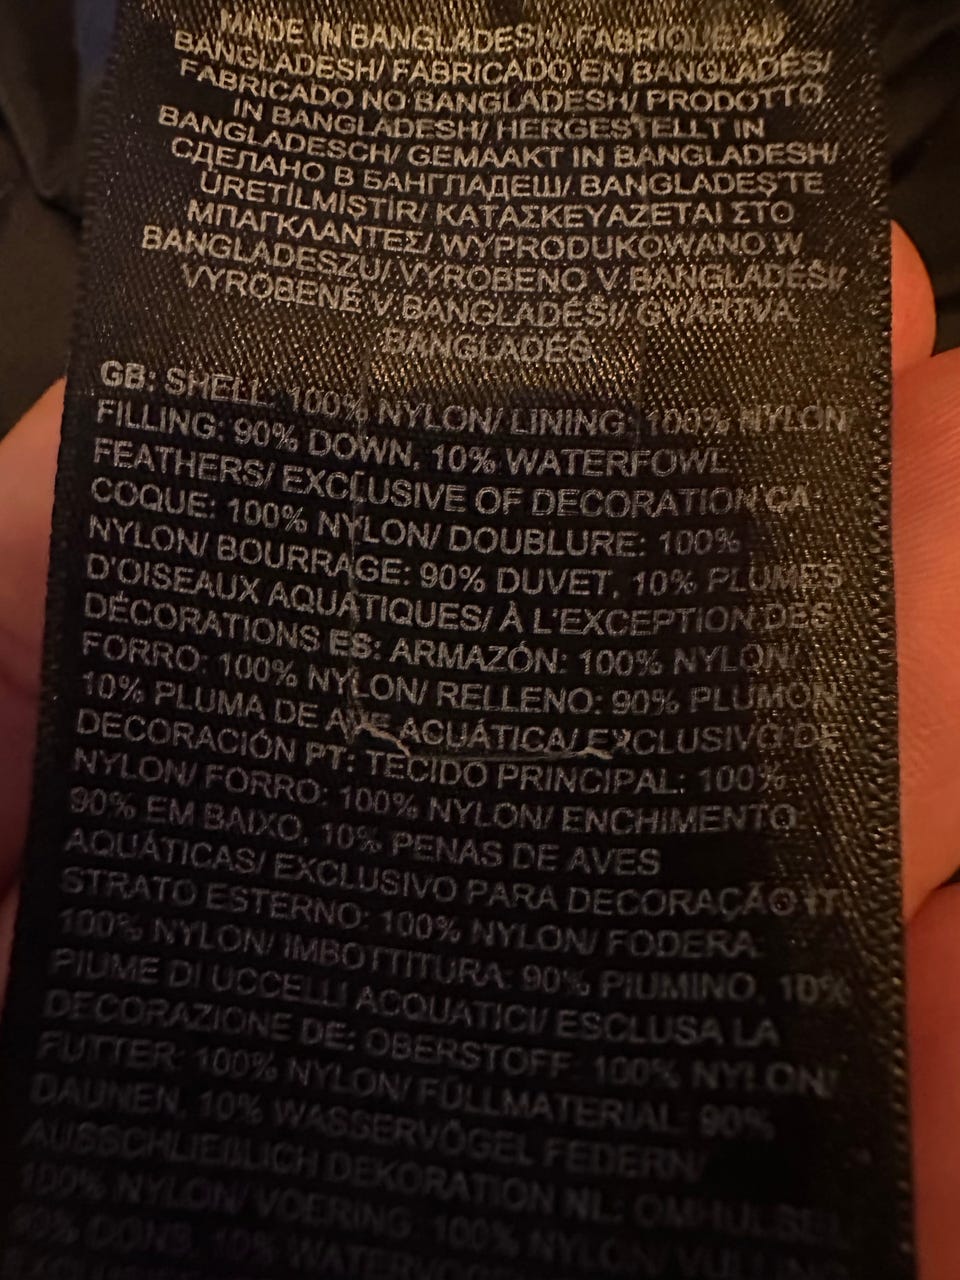 MADE IN BANGLADESH/ FABRIQUÉ AU
BANGLADESH/ FABRICADO EN BANGLADÉS/
FABRICADO NO BANGLADESH/ PRODOTTO
IN BANGLADESH/ HERGESTELLT IN
BANGLADESCH/ GEMAAKT IN BANGLADESH/
СДЕЛАНО В БАНГЛАДЕШ/ BANGLADEŞ'TE
ÜRETİLMİŞTİR/ ΚΑΤΑΣΚΕΥΑΖΕΤΑΙ ΣΤΟ
ΜΠΑΓΚΛΑΝΤΕΣ/ WYPRODUKOWANO W
BANGLADESZU/ VYROBENO V BANGLADÉŠI/
VYROBENÉ V BANGLADÉŠI/ GYÁRTVA
BANGLADES
GB: SHELL: 100% NYLON/ LINING: 100% NYLON
FILLING: 90% DOWN, 10% WATERFOWL
FEATHERS/ EXCLUSIVE OF DECORATION CA:
COQUE: 100% NYLON/ DOUBLURE: 100%
NYLON/ BOURRAGE: 90% DUVET, 10% PLUMES
D'OISEAUX AQUATIQUES/ À L'EXCEPTION DES
DÉCORATIONS ES: ARMAZÓN: 100% NYLON/
FORRO: 100% NYLON/ RELLENO: 90% PLUMÓN
10% PLUMA DE AVE ACUÁTICA/ EXCLUSIVO DE
DECORACIÓN PT: TECIDO PRINCIPAL: 100%
NYLON/ FORRO: 100% NYLON/ ENCHIMENTO:
90% EM BAIXO, 10% PENAS DE AVES
AQUÁTICAS/ EXCLUSIVO PARA DECORAÇÃO IT:
STRATO ESTERNO: 100% NYLON/ FODERA:
100% NYLON/ IMBOTTITURA: 90% PIUMINO, 10%
PIUME DI UCCELLI ACQUATICI/ ESCLUSA LA
DECORAZIONE DE: OBERSTOFF: 100% NYLON/
FUTTER: 100% NYLON/ FÜLLMATERIAL: 90%
DAUNEN, 10% WASSERVÖGEL FEDERN/
AUSSCHLIEßLICH DEKORATION NL: OMHULSEL
100% NYLON/ VOERING: 100% NYLON/ VULLING
90% DONS, 10%